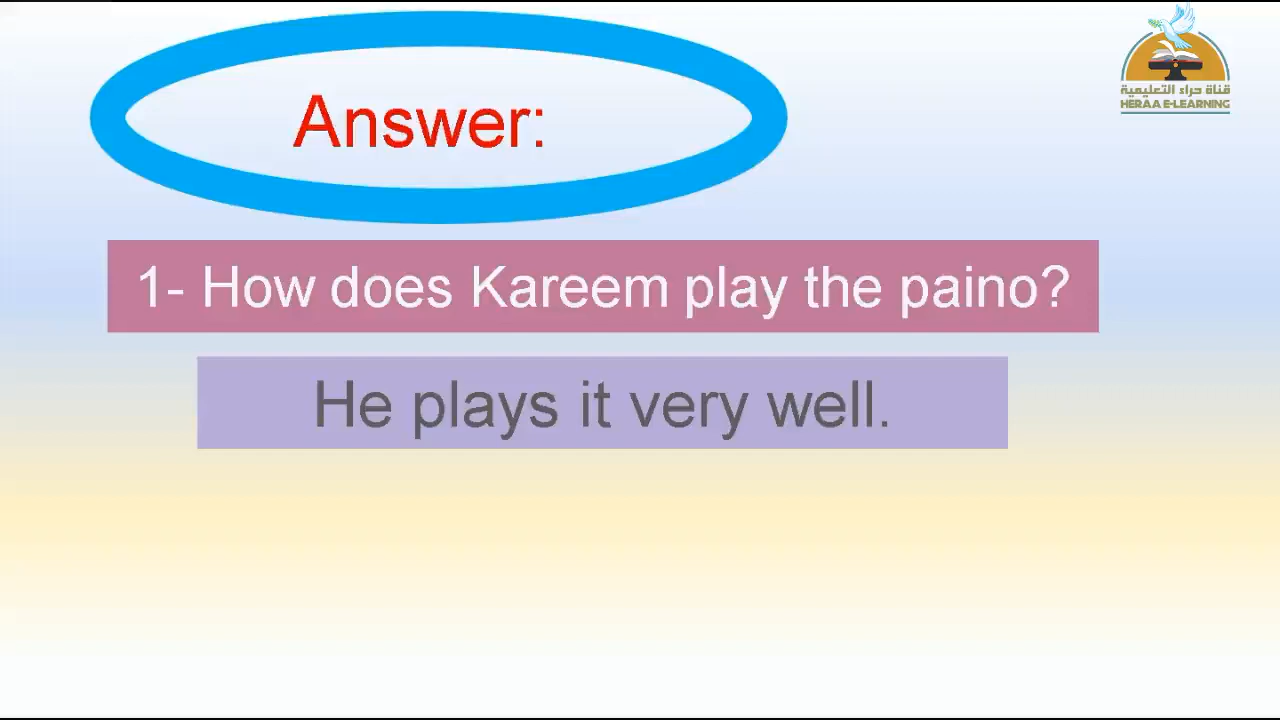 Answer:
قناة حراء التعليمية
HERAA E-LEARNING
1- How does Kareem play the paino?
He plays it very well.